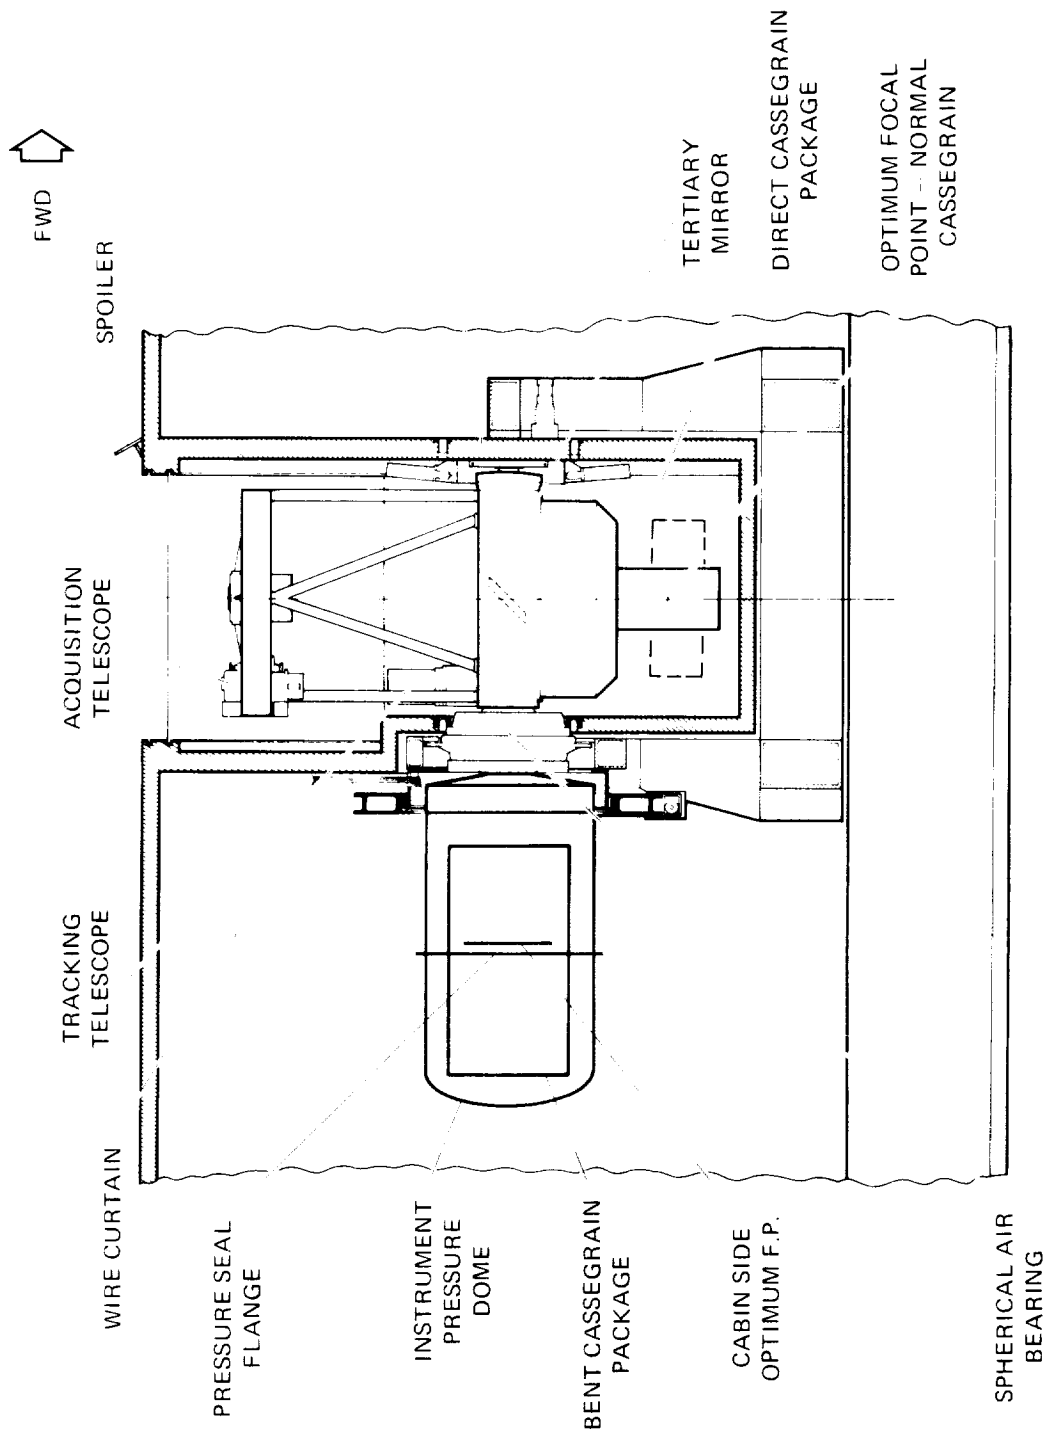 WIRE CURTAIN
TRACKING
TELESCOPE
ACQUISITION
TELESCOPE
SPOILER
FWD
PRESSURE SEAL
FLANGE
INSTRUMENT
PRESSURE
DOME
BENT CASSEGRAIN
PACKAGE
CABIN SIDE
OPTIMUM F.P.
SPHERICAL AIR
BEARING
TERTIARY
MIRROR
DIRECT CASSEGRAIN
PACKAGE
OPTIMUM FOCAL
POINT – NORMAL
CASSEGRAIN